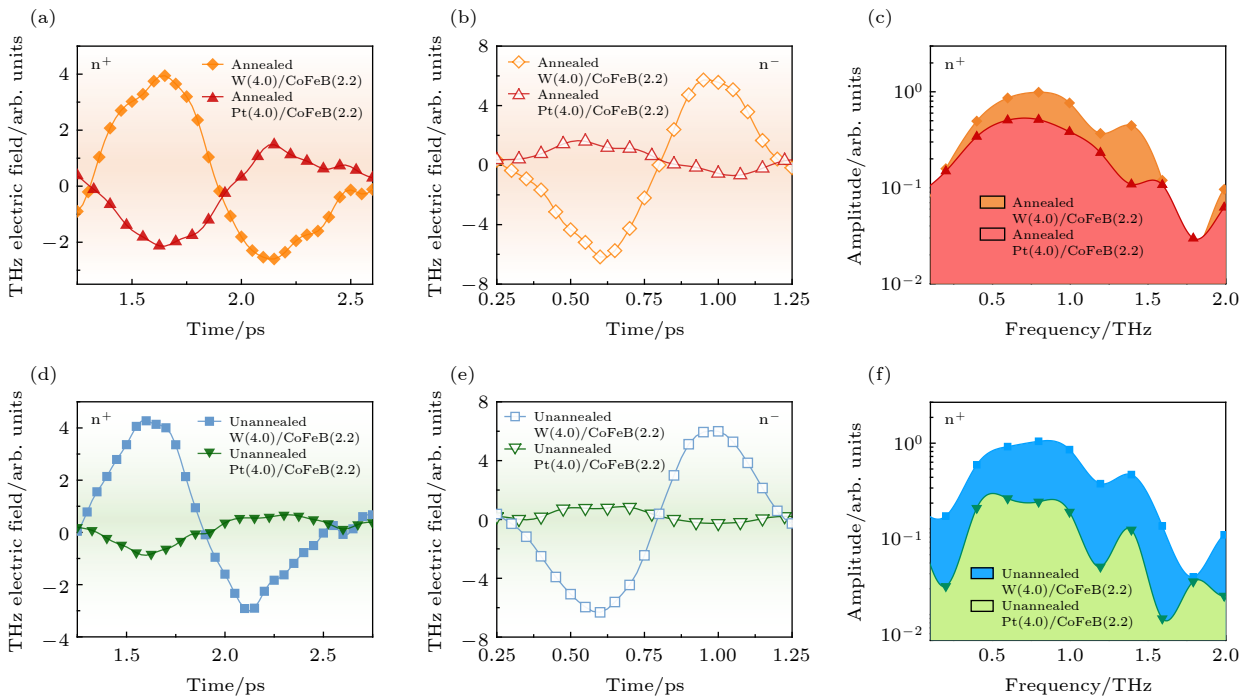 (a)
THz electric field/arb. units
4
2
0
−2
n+
Annealed
W(4.0)/CoFeB(2.2)
Annealed
Pt(4.0)/CoFeB(2.2)
1.5 2.0 2.5
Time/ps
(b)
THz electric field/arb. units
8
4
0
−4
−8
n−
Annealed
W(4.0)/CoFeB(2.2)
Annealed
Pt(4.0)/CoFeB(2.2)
0.25 0.50 0.75 1.00 1.25
Time/ps
(c)
Amplitude/arb. units
10⁰
10⁻¹
10⁻²
n+
Annealed
W(4.0)/CoFeB(2.2)
Annealed
Pt(4.0)/CoFeB(2.2)
0.5 1.0 1.5 2.0
Frequency/THz
(d)
THz electric field/arb. units
4
2
0
−2
−4
n+
Unannealed
W(4.0)/CoFeB(2.2)
Unannealed
Pt(4.0)/CoFeB(2.2)
1.5 2.0 2.5
Time/ps
(e)
THz electric field/arb. units
8
4
0
−4
−8
n−
Unannealed
W(4.0)/CoFeB(2.2)
Unannealed
Pt(4.0)/CoFeB(2.2)
0.25 0.50 0.75 1.00 1.25
Time/ps
(f)
Amplitude/arb. units
10⁰
10⁻¹
10⁻²
n+
Unannealed
W(4.0)/CoFeB(2.2)
Unannealed
Pt(4.0)/CoFeB(2.2)
0.5 1.0 1.5 2.0
Frequency/THz